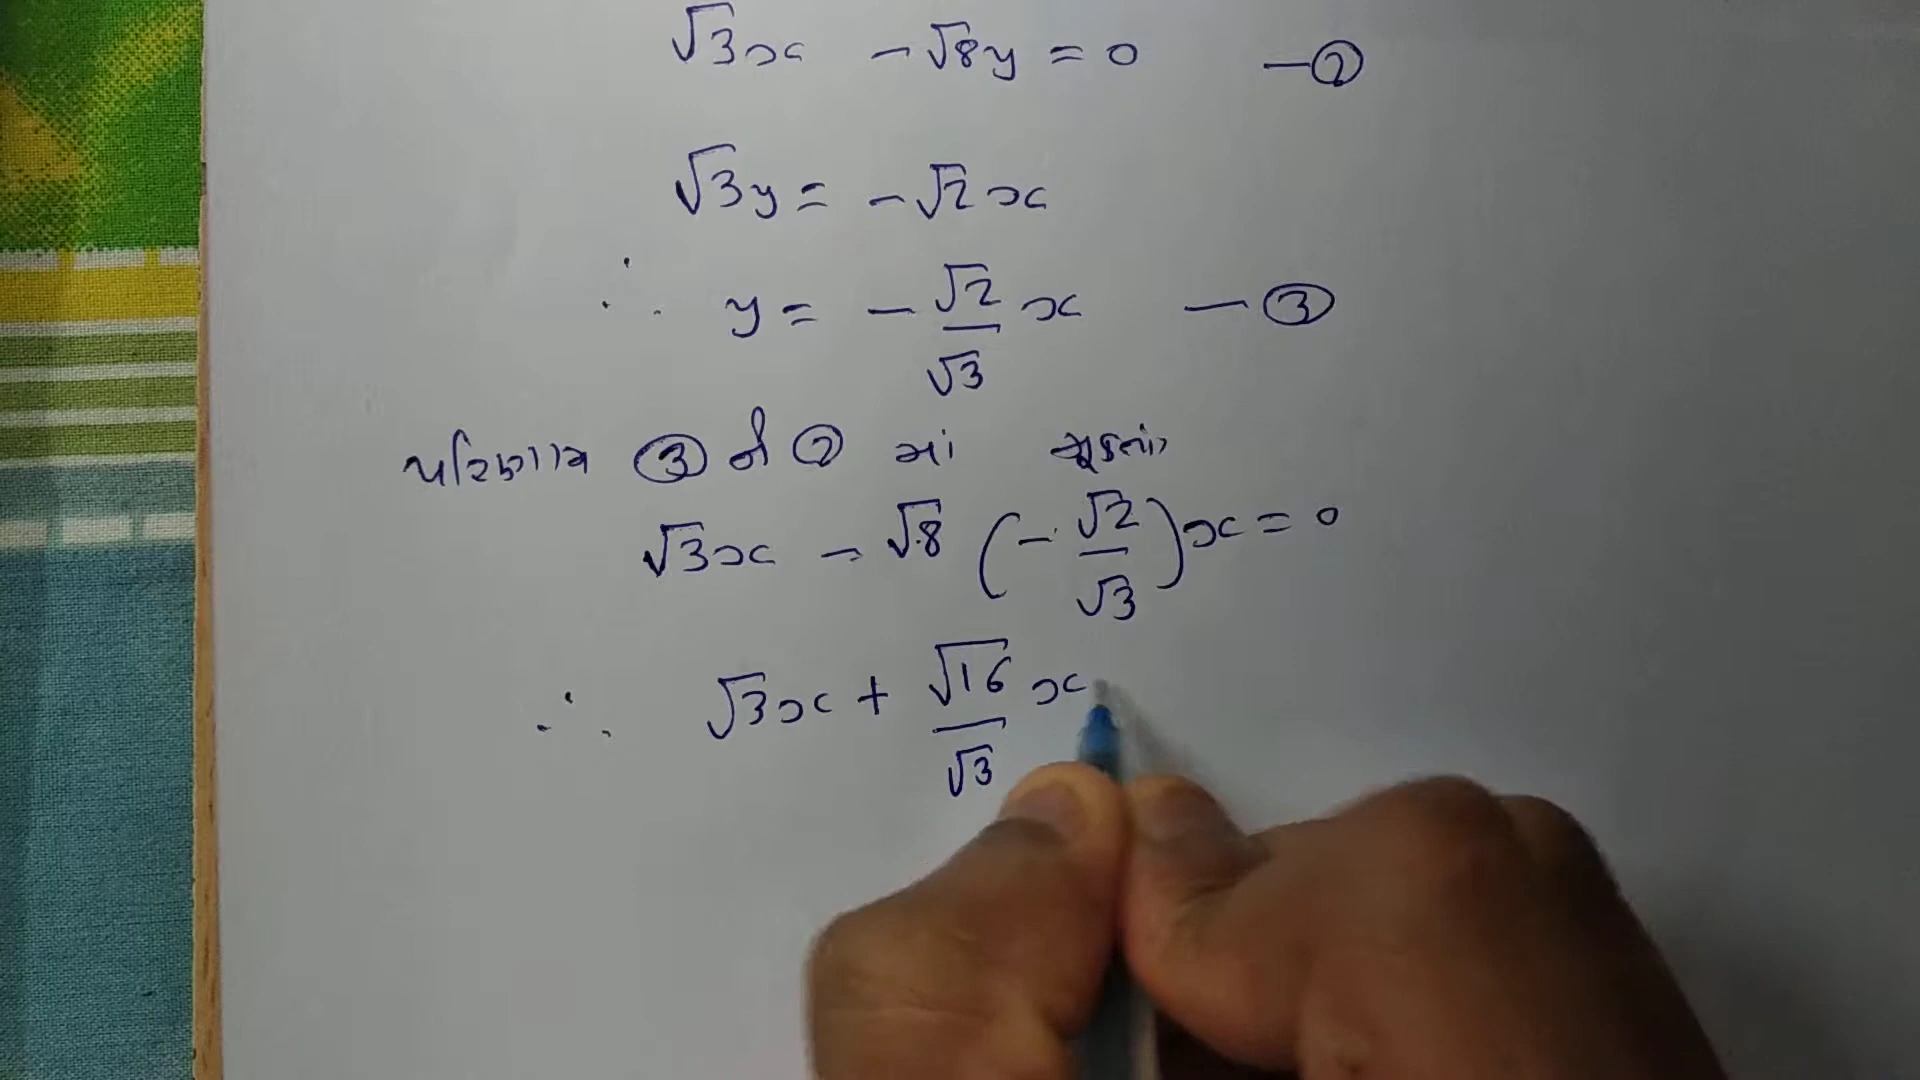 √3x - √8y = 0 — ②
√3y = -√2x
∴ y = -√2/√3 x — ③
પરિણામ ③ ને ② માં મૂકતાં
√3x - √8 (-√2/√3)x = 0
∴ √3x + √16/√3 x